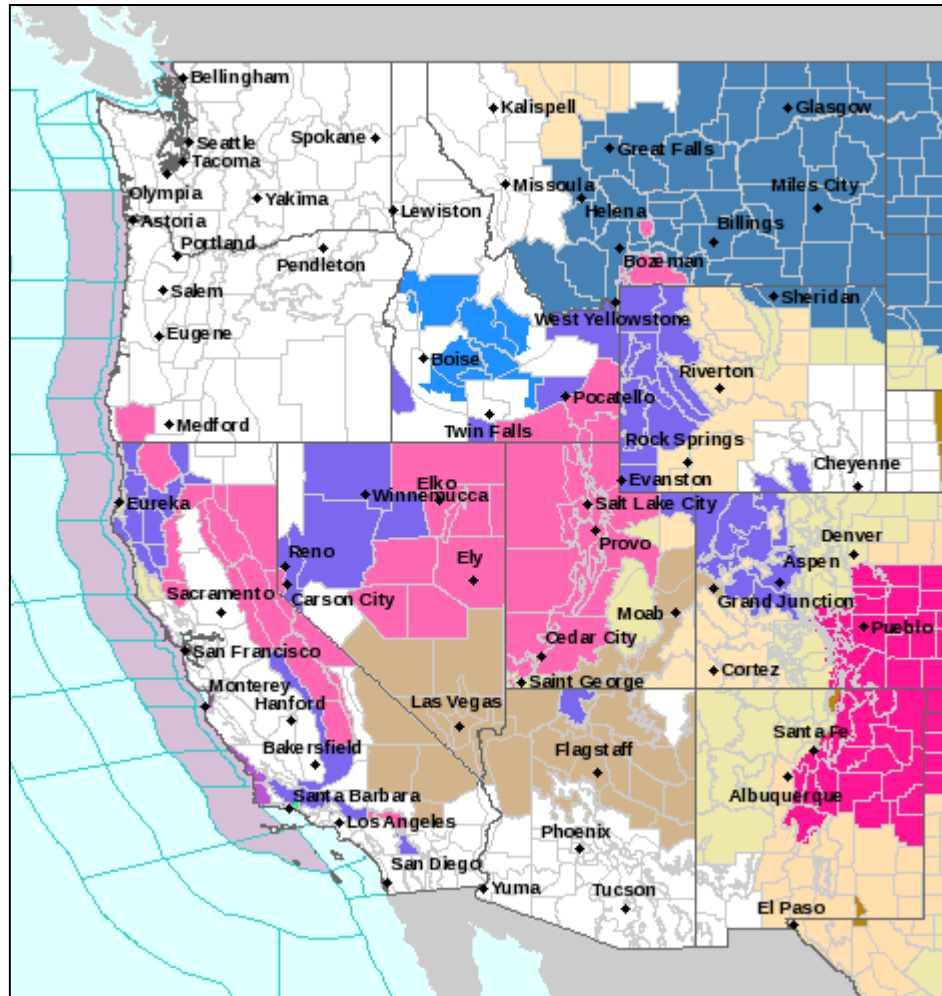 Bellingham
Kalispell
Glasgow
Seattle
Spokane
Great Falls
Tacoma
Olympia
Missoula
Miles City
Yakima
Helena
Lewiston
Astoria
Billings
Portland
Bozeman
Pendleton
Salem
Sheridan
West Yellowstone
Eugene
Boise
Riverton
Pocatello
Medford
Twin Falls
Rock Springs
Cheyenne
Elko
Evanston
Winnemucca
Eureka
Salt Lake City
Provo
Denver
Reno
Ely
Aspen
Sacramento
Carson City
Grand Junction
Moab
Pueblo
San Francisco
Cedar City
Cortez
Saint George
Monterey
Hanford
Las Vegas
Santa Fe
Bakersfield
Flagstaff
Albuquerque
Santa Barbara
Los Angeles
Phoenix
San Diego
Yuma
Tucson
El Paso